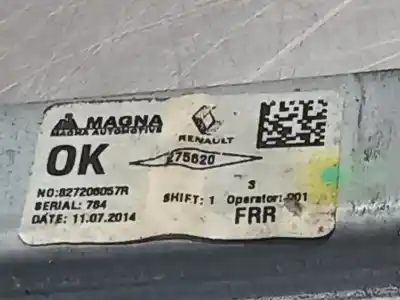 MAGNA
MAGNA AUTOMOTIVE
RENAULT
OK
275620
NO:827206057R
SERIAL: 784
DATE: 11.07.2014
SHIFT: 1
3
Operator: 001
FRR